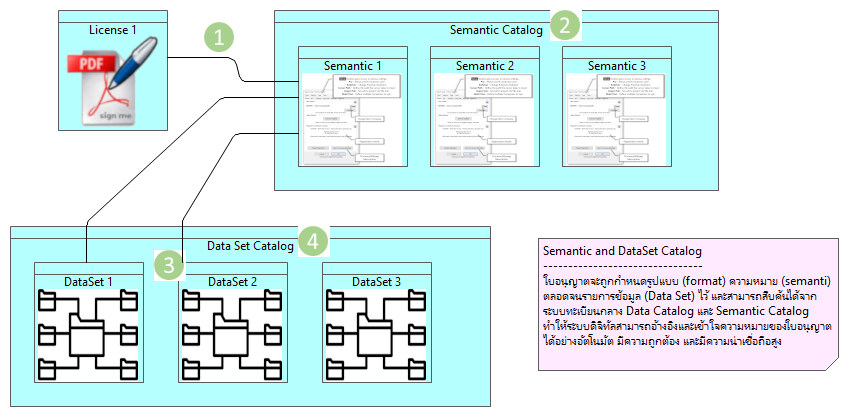 License 1
PDF
sign me
1
Semantic Catalog
2
Semantic 1
Semantic 2
Semantic 3
Data Set Catalog
4
3
DataSet 1
DataSet 2
DataSet 3
Semantic and DataSet Catalog
--------------------------------
ใบอนุญาตจะถูกกำหนดรูปแบบ (format) ความหมาย (semanti)
ตลอดจนรายการข้อมูล (Data Set) ไว้ และสามารถสืบค้นได้จาก
ระบบทะเบียนกลาง Data Catalog และ Semantic Catalog
ทำให้ระบบดิจิทัลสามารถอ้างอิงและเข้าใจความหมายของใบอนุญาต
ได้อย่างอัตโนมัต มีความถูกต้อง และมีความน่าเชื่อถือสูง